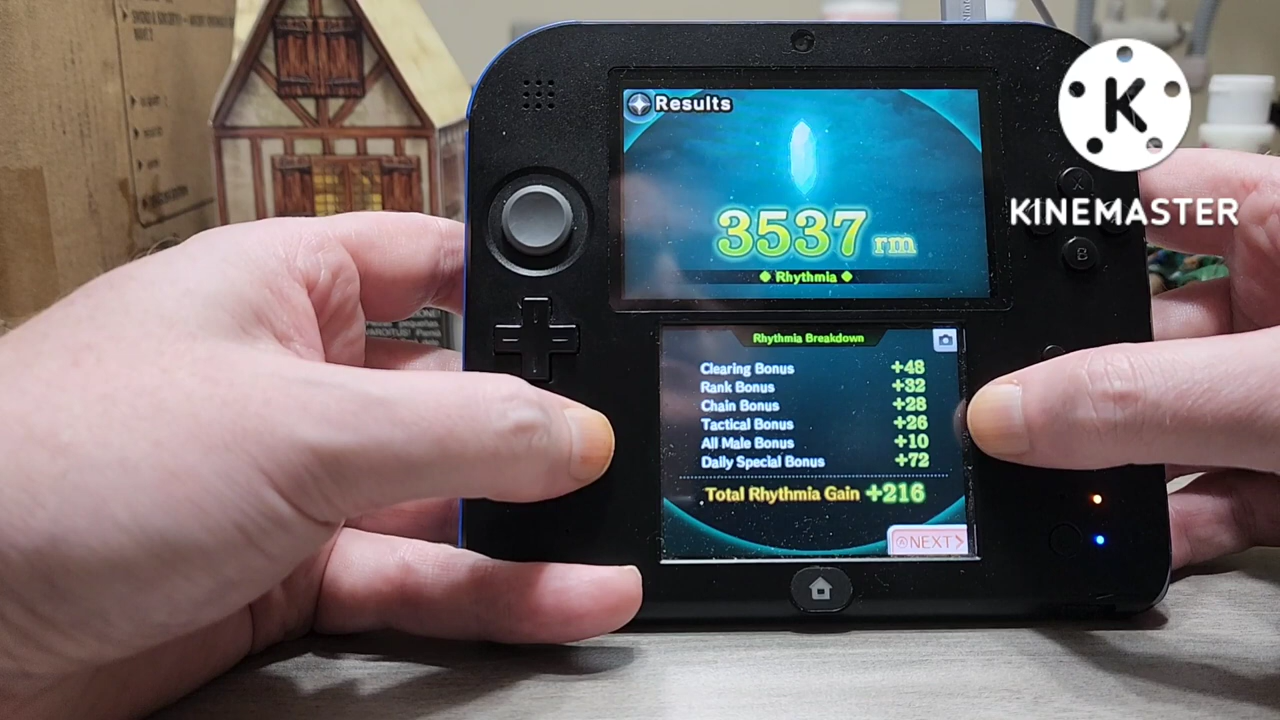 Results
3537 rm
Rhythmia
Rhythmia Breakdown
Clearing Bonus +48
Rank Bonus +32
Chain Bonus +28
Tactical Bonus +26
All Male Bonus +10
Daily Special Bonus +72
Total Rhythmia Gain +216
NEXT
K
KINEMASTER
X
B